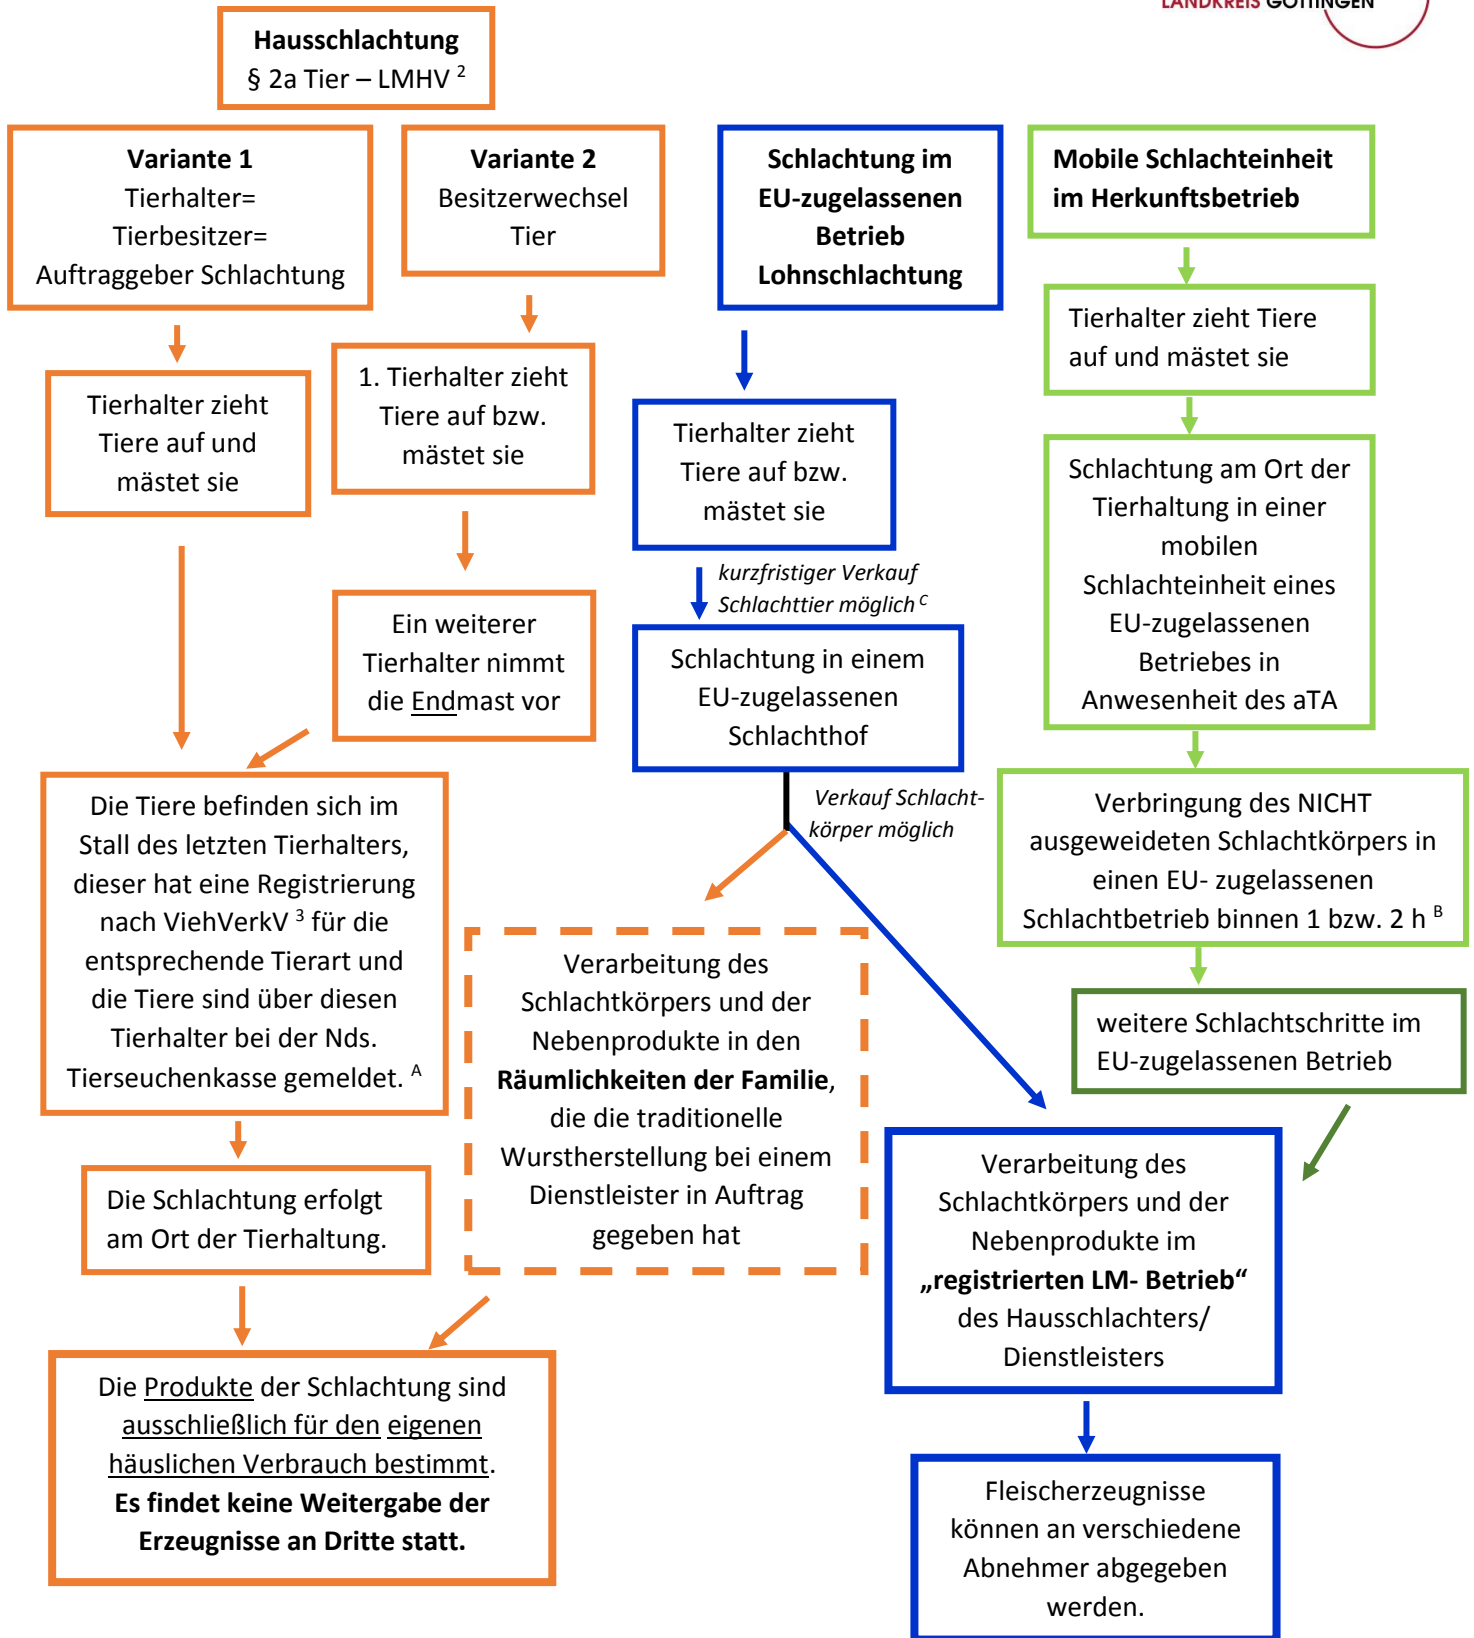 LANDKREIS GÖTTINGEN
Hausschlachtung
§ 2a Tier – LMHV 2
Variante 1
Tierhalter=
Tierbesitzer=
Auftraggeber Schlachtung
Variante 2
Besitzerwechsel
Tier
Schlachtung im
EU-zugelassenen
Betrieb
Lohnschlachtung
Mobile Schlachteinheit
im Herkunftsbetrieb
Tierhalter zieht
Tiere auf und
mästet sie
1. Tierhalter zieht
Tiere auf bzw.
mästet sie
Tierhalter zieht
Tiere auf bzw.
mästet sie
Tierhalter zieht Tiere
auf und mästet sie
Ein weiterer
Tierhalter nimmt
die Endmast vor
kurzfristiger Verkauf
Schlachttier möglich C
Schlachtung in einem
EU-zugelassenen
Schlachthof
Schlachtung am Ort der
Tierhaltung in einer
mobilen
Schlachteinheit eines
EU-zugelassenen
Betriebes in
Anwesenheit des aTA
Die Tiere befinden sich im
Stall des letzten Tierhalters,
dieser hat eine Registrierung
nach ViehVerkV 3 für die
entsprechende Tierart und
die Tiere sind über diesen
Tierhalter bei der Nds.
Tierseuchenkasse gemeldet. A
Verkauf Schlacht-
körper möglich
Verbringung des NICHT
ausgeweideten Schlachtkörpers in
einen EU- zugelassenen
Schlachtbetrieb binnen 1 bzw. 2 h B
Verarbeitung des
Schlachtkörpers und der
Nebenprodukte in den
Räumlichkeiten der Familie,
die die traditionelle
Wurstherstellung bei einem
Dienstleister in Auftrag
gegeben hat
weitere Schlachtschritte im
EU-zugelassenen Betrieb
Die Schlachtung erfolgt
am Ort der Tierhaltung.
Verarbeitung des
Schlachtkörpers und der
Nebenprodukte im
„registrierten LM- Betrieb“
des Hausschlachters/
Dienstleisters
Die Produkte der Schlachtung sind
ausschließlich für den eigenen
häuslichen Verbrauch bestimmt.
Es findet keine Weitergabe der
Erzeugnisse an Dritte statt.
Fleischerzeugnisse
können an verschiedene
Abnehmer abgegeben
werden.